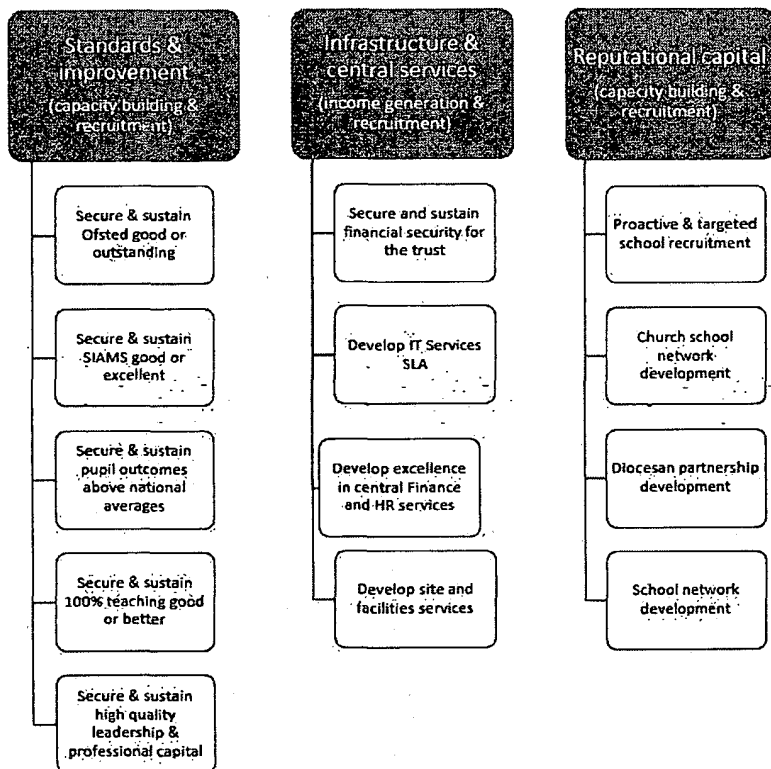 Standards &
improvement
(capacity building &
recruitment)
Secure & sustain
Ofsted good or
outstanding
Secure & sustain
SIAMS good or
excellent
Secure & sustain
pupil outcomes
above national
averages
Secure & sustain
100% teaching good
or better
Secure & sustain
high quality
leadership &
professional capital
Infrastructure &
central services
(income generation &
recruitment)
Secure and sustain
financial security for
the trust
Develop IT Services
SLA
Develop excellence
in central Finance
and HR services
Develop site and
facilities services
Reputational capital
(capacity building &
recruitment)
Proactive & targeted
school recruitment
Church school
network
development
Diocesan partnership
development
School network
development